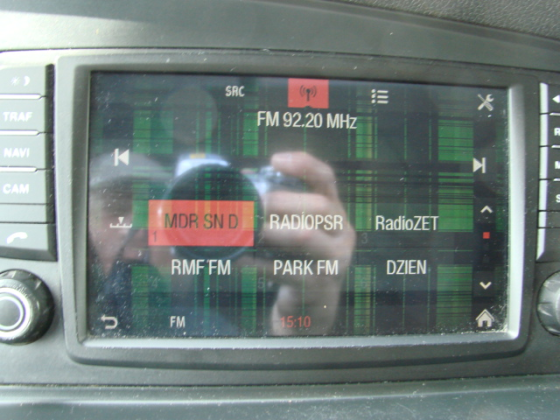 SRC
FM 92.20 MHz
TRAF
NAVI
CAM
MDR SN D RADIOPSR RadioZET
1
RMF FM PARK FM DZIEN
FM 15:10